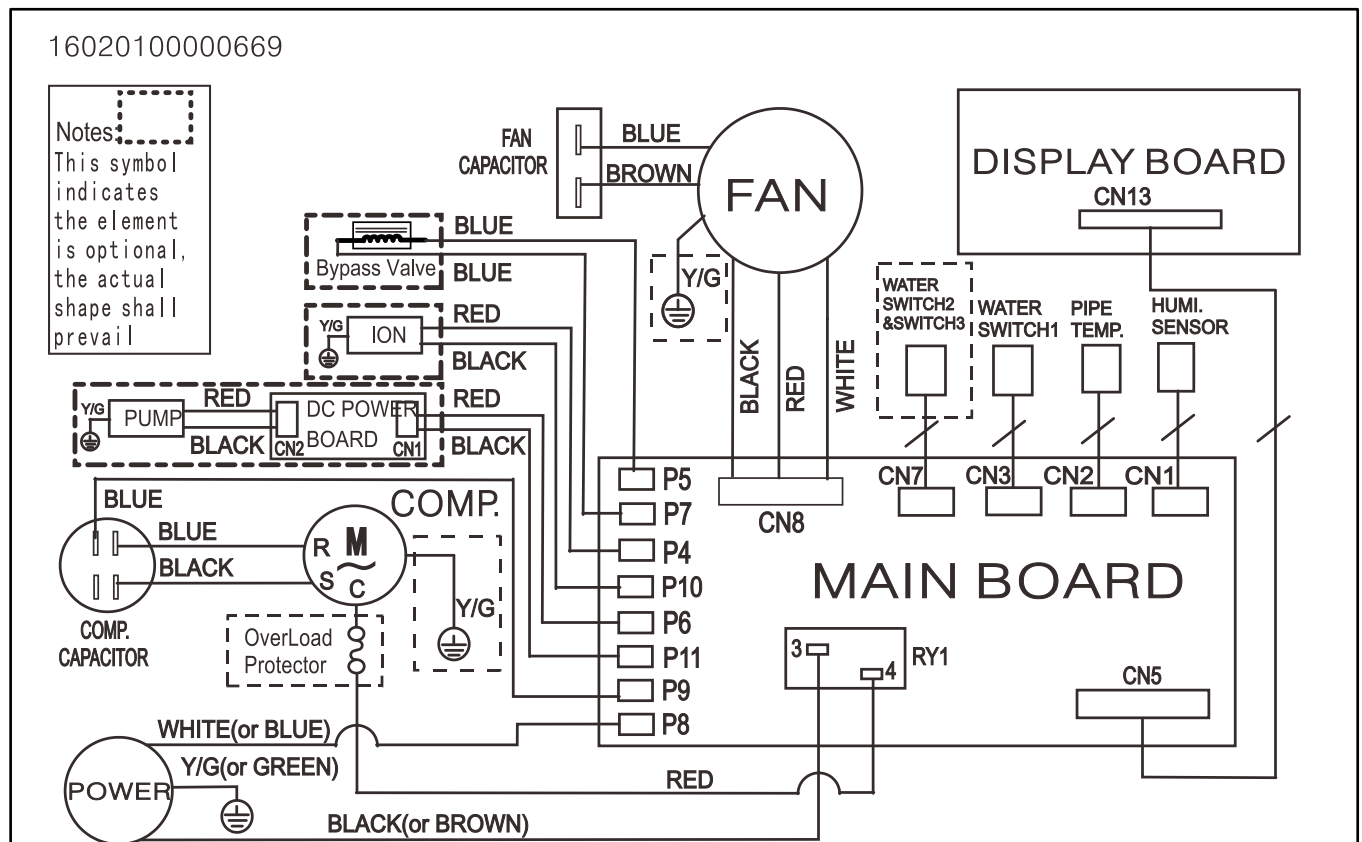 16020100000669
Notes:
This symbol
indicates
the element
is optional,
the actual
shape shall
prevail
FAN
CAPACITOR
BLUE
BROWN
FAN
Y/G
DISPLAY BOARD
CN13
BLUE
Bypass Valve
BLUE
RED
Y/G
ION
BLACK
Y/G
PUMP
RED
BLACK
DC POWER
BOARD
CN2
CN1
RED
BLACK
BLACK
RED
WHITE
WATER
SWITCH2
&SWITCH3
WATER
SWITCH1
PIPE
TEMP.
HUMI.
SENSOR
CN7
CN3
CN2
CN1
CN8
P5
P7
P4
P10
P6
P11
P9
P8
MAIN BOARD
3
4
RY1
CN5
BLUE
BLUE
BLACK
COMP.
CAPACITOR
COMP.
R
M
S
C
Y/G
OverLoad
Protector
WHITE(or BLUE)
Y/G(or GREEN)
POWER
RED
BLACK(or BROWN)